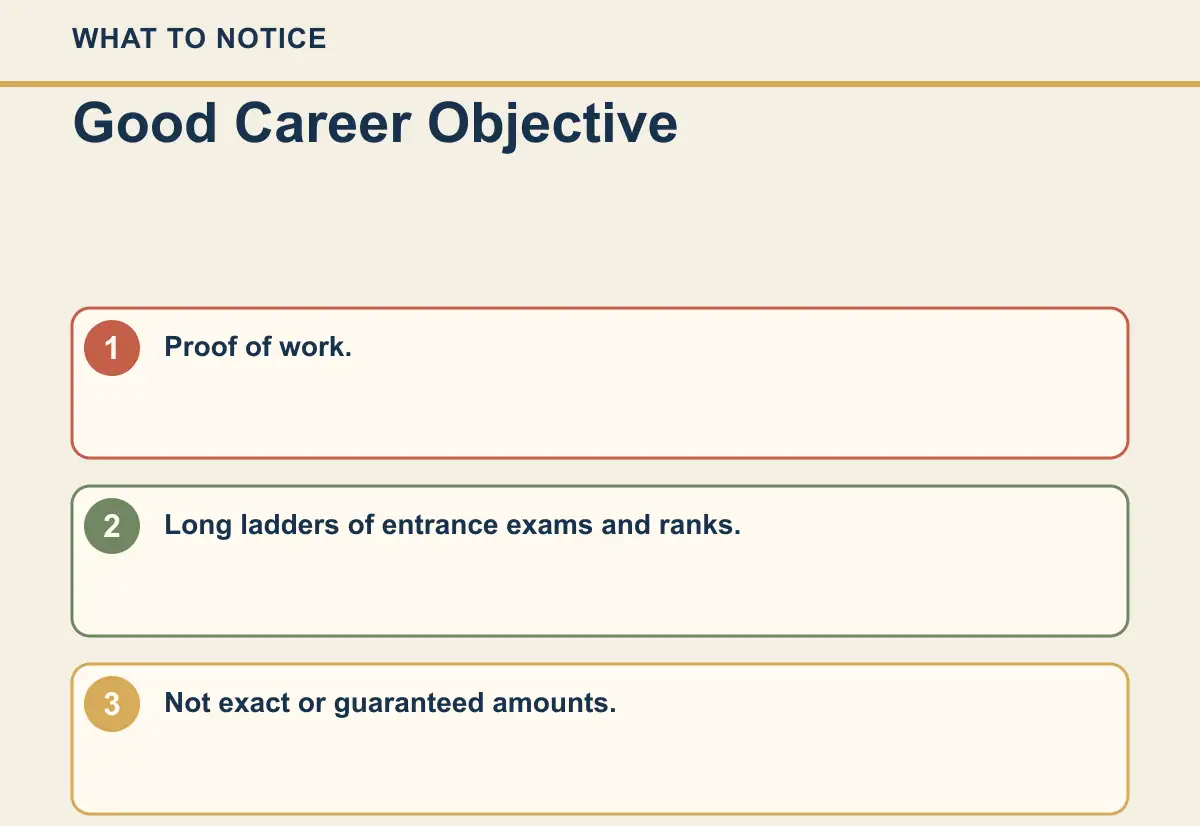 WHAT TO NOTICE
Good Career Objective
1 Proof of work.
2 Long ladders of entrance exams and ranks.
3 Not exact or guaranteed amounts.